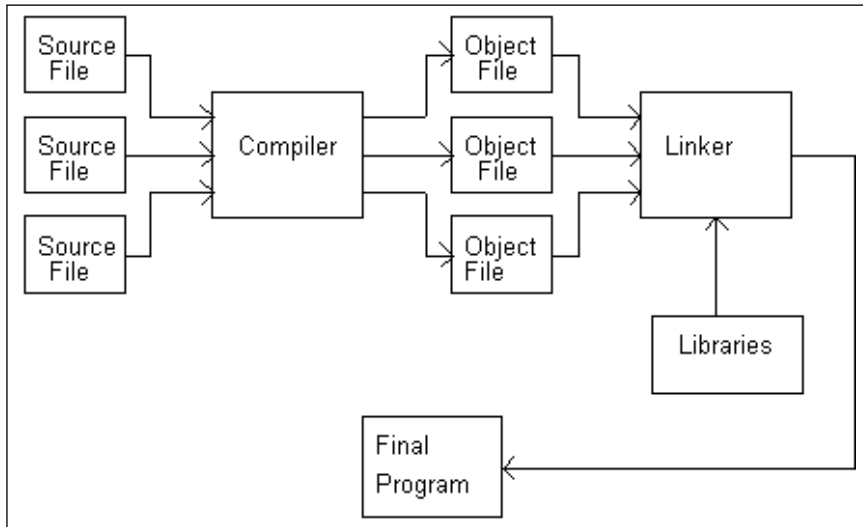 Source
File
Source
File
Source
File
Compiler
Object
File
Object
File
Object
File
Linker
Libraries
Final
Program